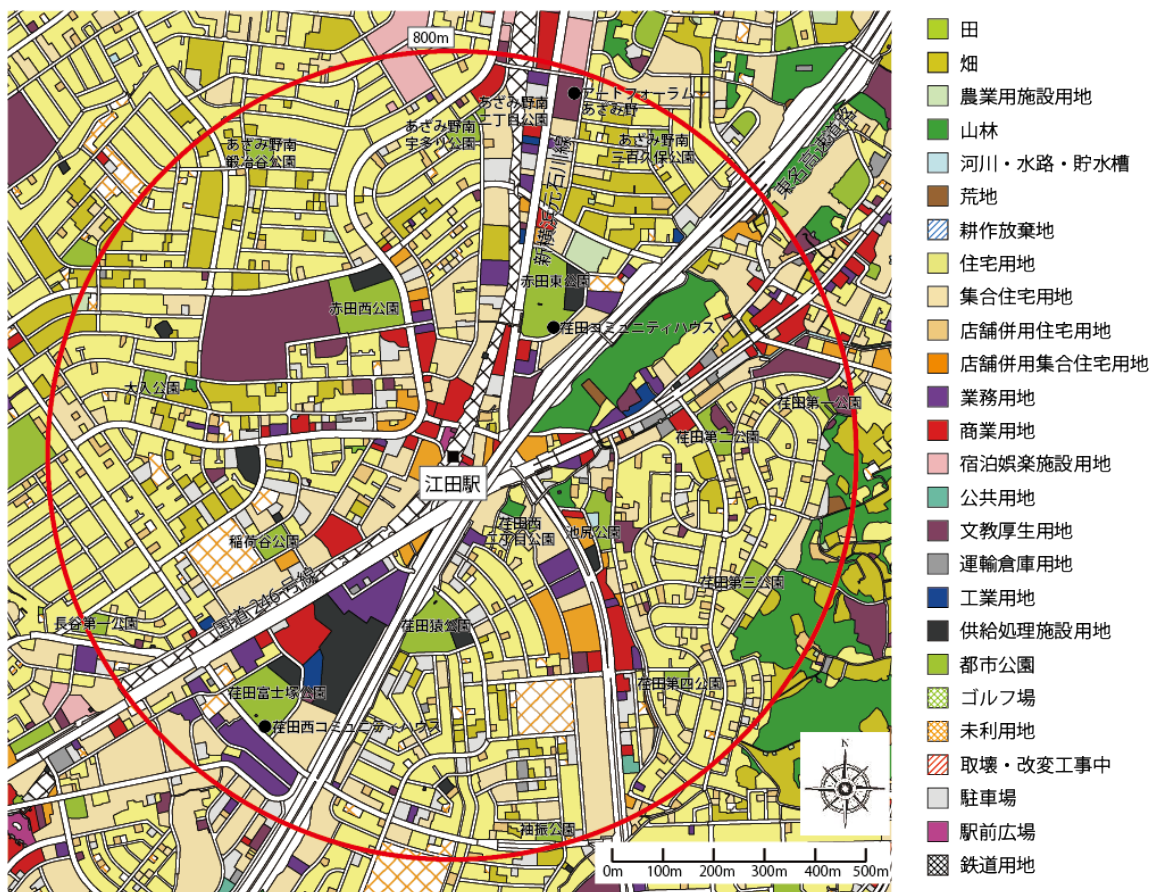 800m
アートフォーラム
あざみ野
あざみ野南
二丁目公園
あざみ野南
宇多り公園
あざみ野南
鍛冶谷公園
あざみ野南
三百久保公園
東名高速道路
新横浜元石川線
赤田東公園
赤田西公園
荏田コミュニティハウス
大入公園
荏田第一公園
荏田第二公園
江田駅
荏田西
二丁目公園
池尻公園
稲荷谷公園
国道246号線
荏田第三公園
長谷第一公園
荏田猿公園
荏田富士塚公園
荏田第四公園
荏田西コミュニティハウス
袖振公園
N
0m
100m
200m
300m
400m
500m
田
畑
農業用施設用地
山林
河川・水路・貯水槽
荒地
耕作放棄地
住宅用地
集合住宅用地
店舗併用住宅用地
店舗併用集合住宅用地
業務用地
商業用地
宿泊娯楽施設用地
公共用地
文教厚生用地
運輸倉庫用地
工業用地
供給処理施設用地
都市公園
ゴルフ場
未利用地
取壊・改変工事中
駐車場
駅前広場
鉄道用地